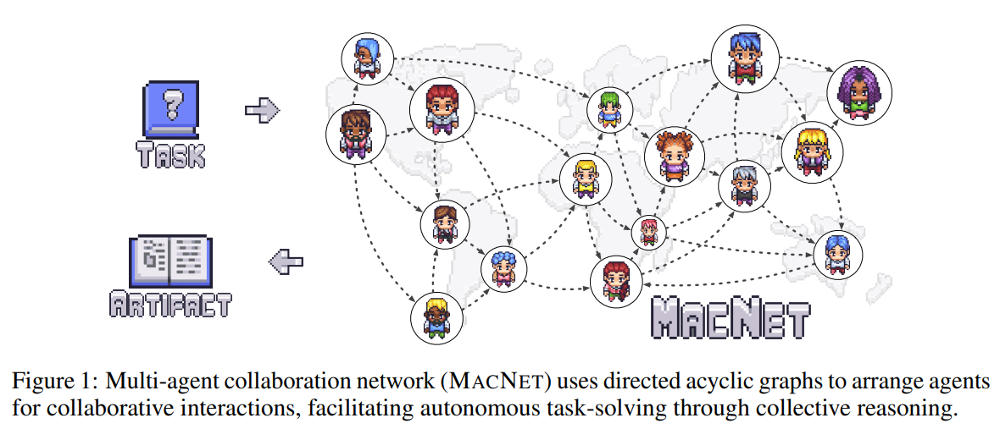 ?
TASK
ARTIFACT
MACNET
Figure 1: Multi-agent collaboration network (MACNET) uses directed acyclic graphs to arrange agents
for collaborative interactions, facilitating autonomous task-solving through collective reasoning.